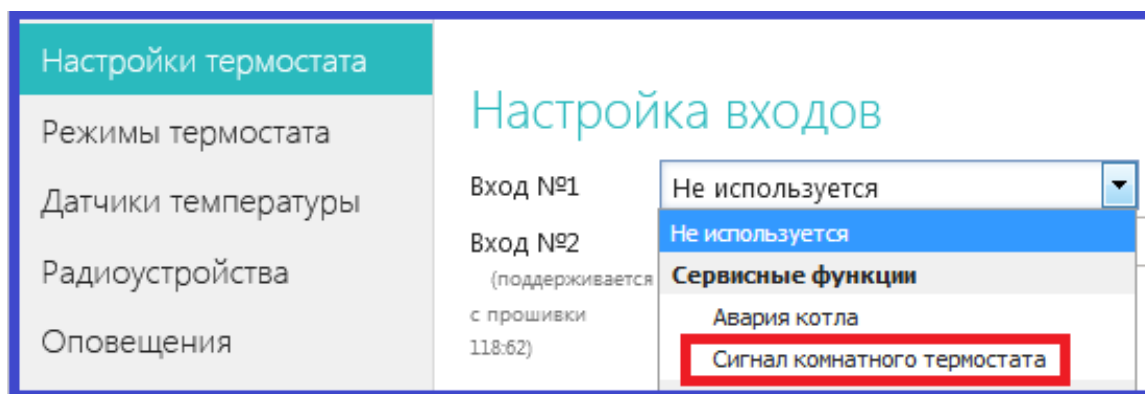 Настройки термостата
Режимы термостата
Датчики температуры
Радиоустройства
Оповещения
Настройка входов
Вход №1
Не используется
Вход №2
(поддерживается
с прошивки
118:62)
Не используется
Сервисные функции
Авария котла
Сигнал комнатного термостата